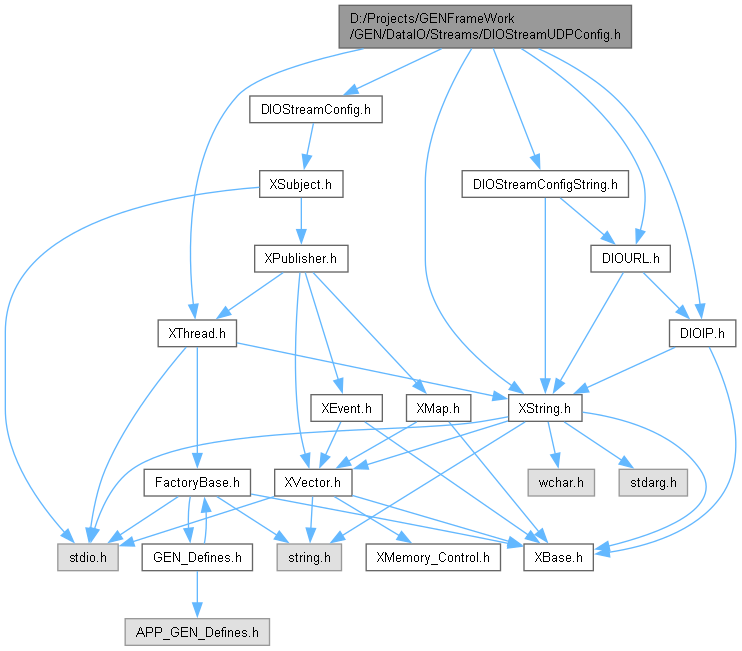 D:/Projects/GENFrameWork
/GEN/DataIO/Streams/DIOStreamUDPConfig.h
DIOStreamConfig.h
XSubject.h
DIOStreamConfigString.h
XPublisher.h
DIOURL.h
XThread.h
DIOIP.h
XEvent.h
XMap.h
XString.h
FactoryBase.h
XVector.h
wchar.h
stdarg.h
stdio.h
GEN_Defines.h
string.h
XMemory_Control.h
XBase.h
APP_GEN_Defines.h